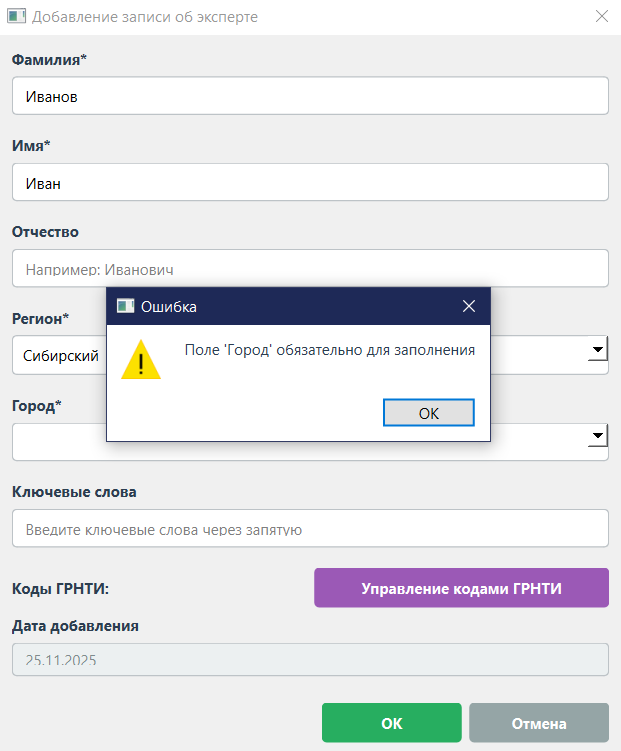 Добавление записи об эксперте
Фамилия*
Иванов
Имя*
Иван
Отчество
Например: Иванович
Ошибка
Поле 'Город' обязательно для заполнения
OK
Регион*
Сибирский
Город*
Ключевые слова
Введите ключевые слова через запятую
Коды ГРНТИ:
Управление кодами ГРНТИ
Дата добавления
25.11.2025
ОК
Отмена